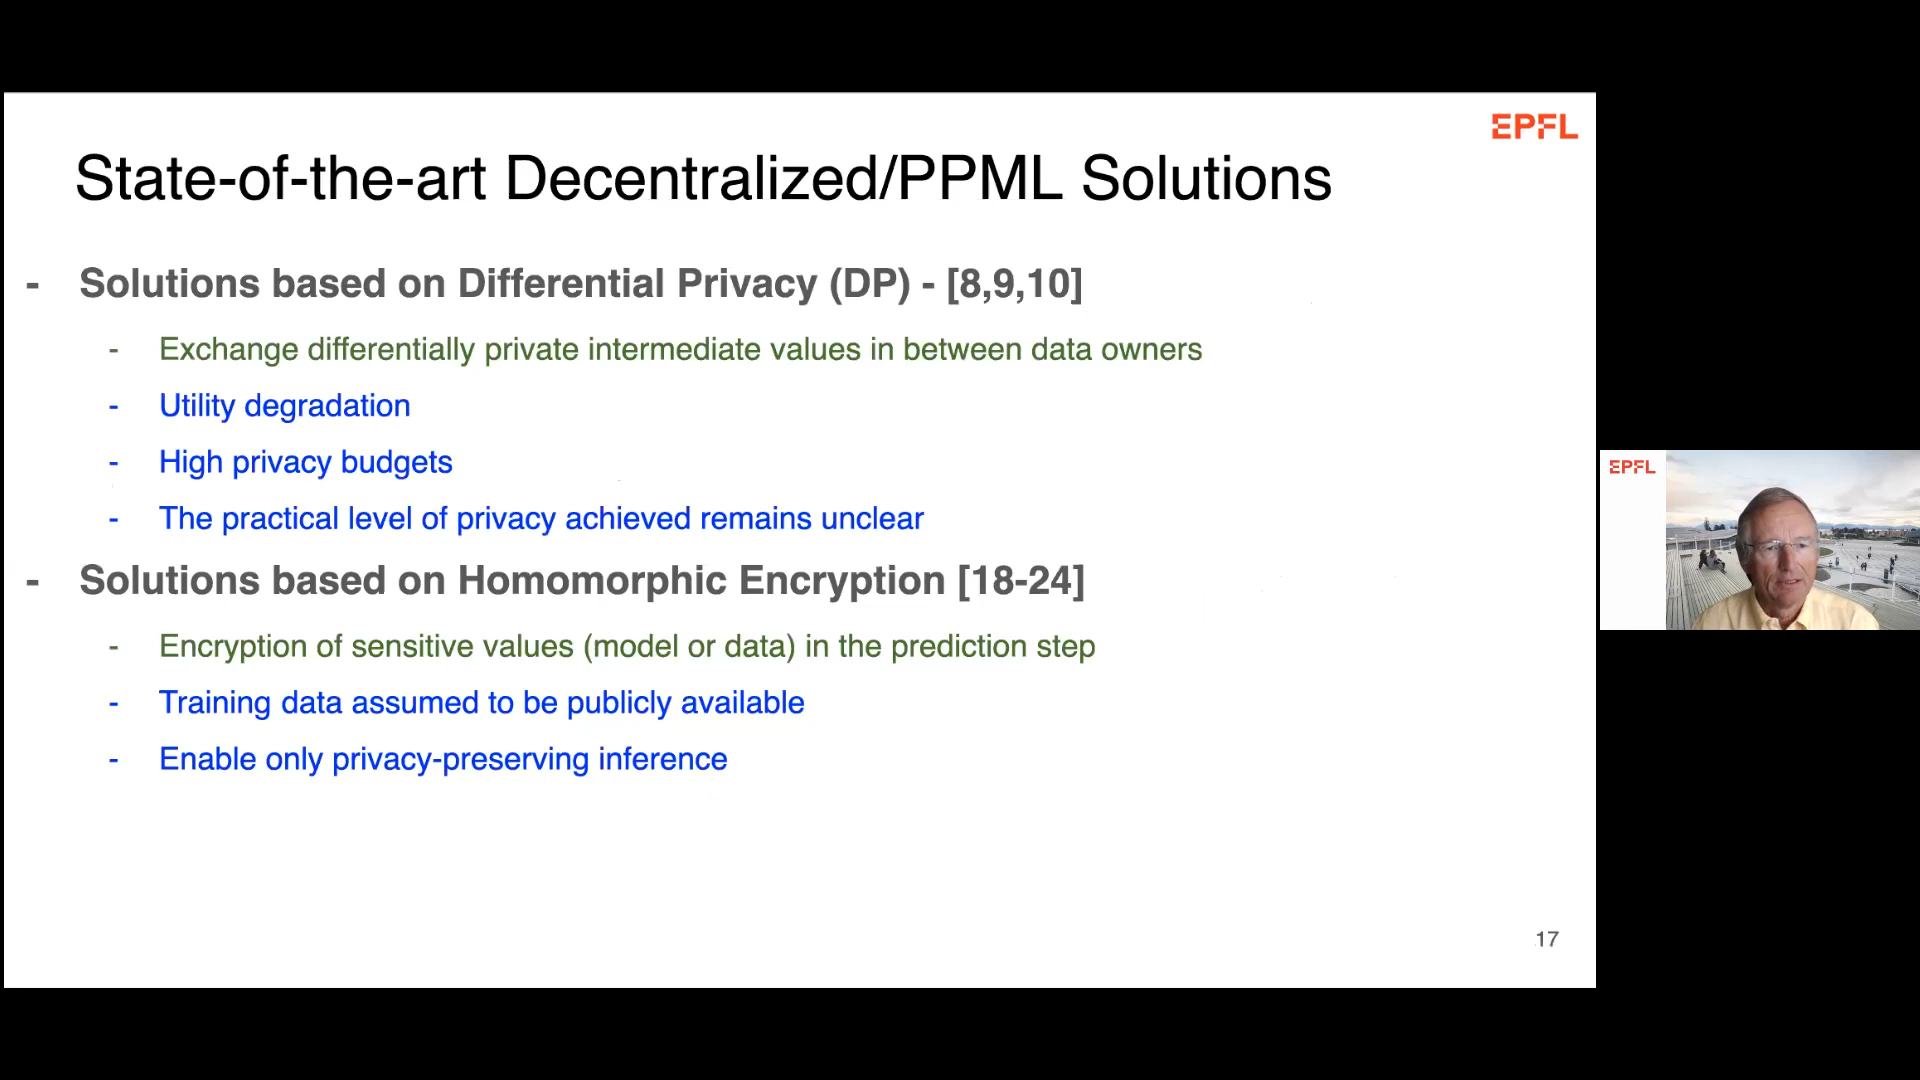 EPFL
State-of-the-art Decentralized/PPML Solutions
- Solutions based on Differential Privacy (DP) - [8,9,10]
- Exchange differentially private intermediate values in between data owners
- Utility degradation
- High privacy budgets
- The practical level of privacy achieved remains unclear
- Solutions based on Homomorphic Encryption [18-24]
- Encryption of sensitive values (model or data) in the prediction step
- Training data assumed to be publicly available
- Enable only privacy-preserving inference
17
EPFL